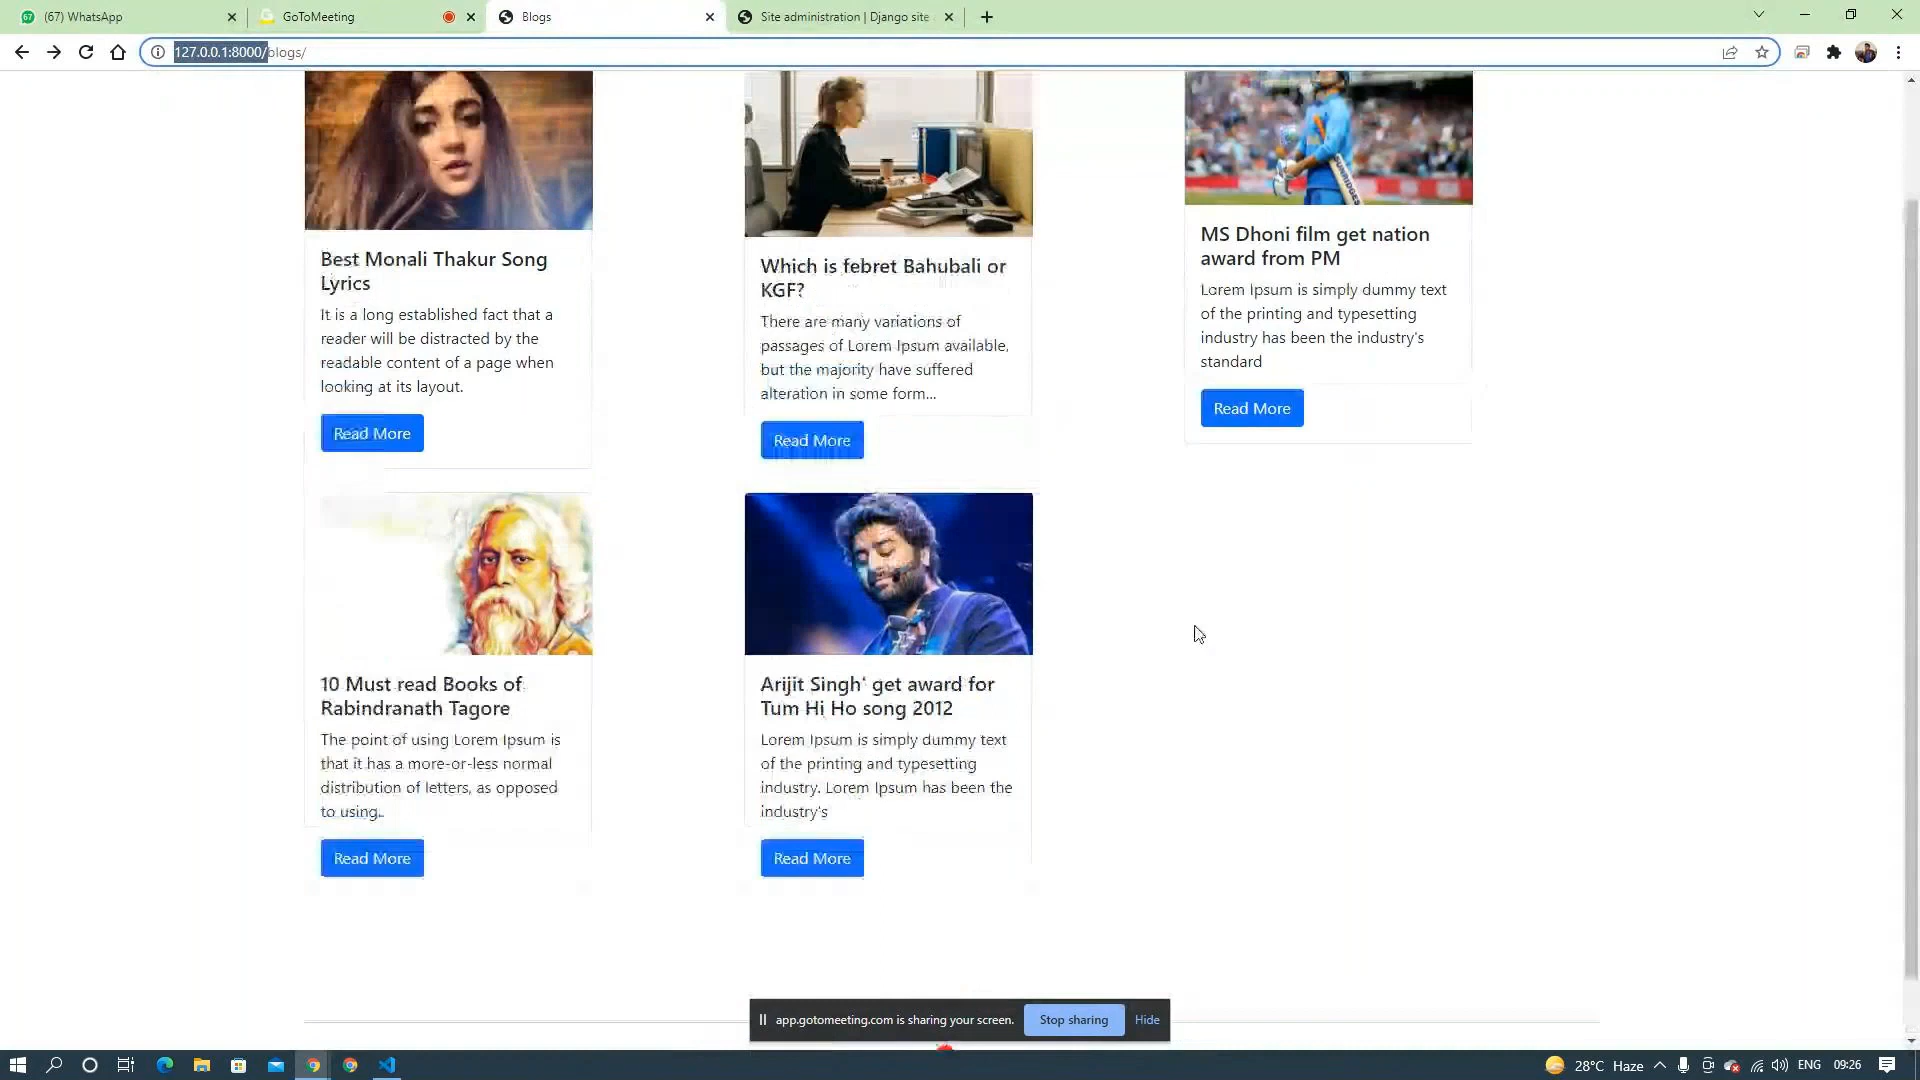 (67) WhatsApp
GoToMeeting
Blogs
Site administration | Django site
127.0.0.1:8000/blogs/
SUNRIDGES
Best Monali Thakur Song
Lyrics
It is a long established fact that a
reader will be distracted by the
readable content of a page when
looking at its layout.
Read More
Which is febret Bahubali or
KGF?
There are many variations of
passages of Lorem Ipsum available,
but the majority have suffered
alteration in some form...
Read More
MS Dhoni film get nation
award from PM
Lorem Ipsum is simply dummy text
of the printing and typesetting
industry has been the industry's
standard
Read More
10 Must read Books of
Rabindranath Tagore
The point of using Lorem Ipsum is
that it has a more-or-less normal
distribution of letters, as opposed
to using..
Read More
Arijit Singh' get award for
Tum Hi Ho song 2012
Lorem Ipsum is simply dummy text
of the printing and typesetting
industry. Lorem Ipsum has been the
industry's
Read More
app.gotomeeting.com is sharing your screen.
Stop sharing
Hide
28°C Haze
ENG
09:26